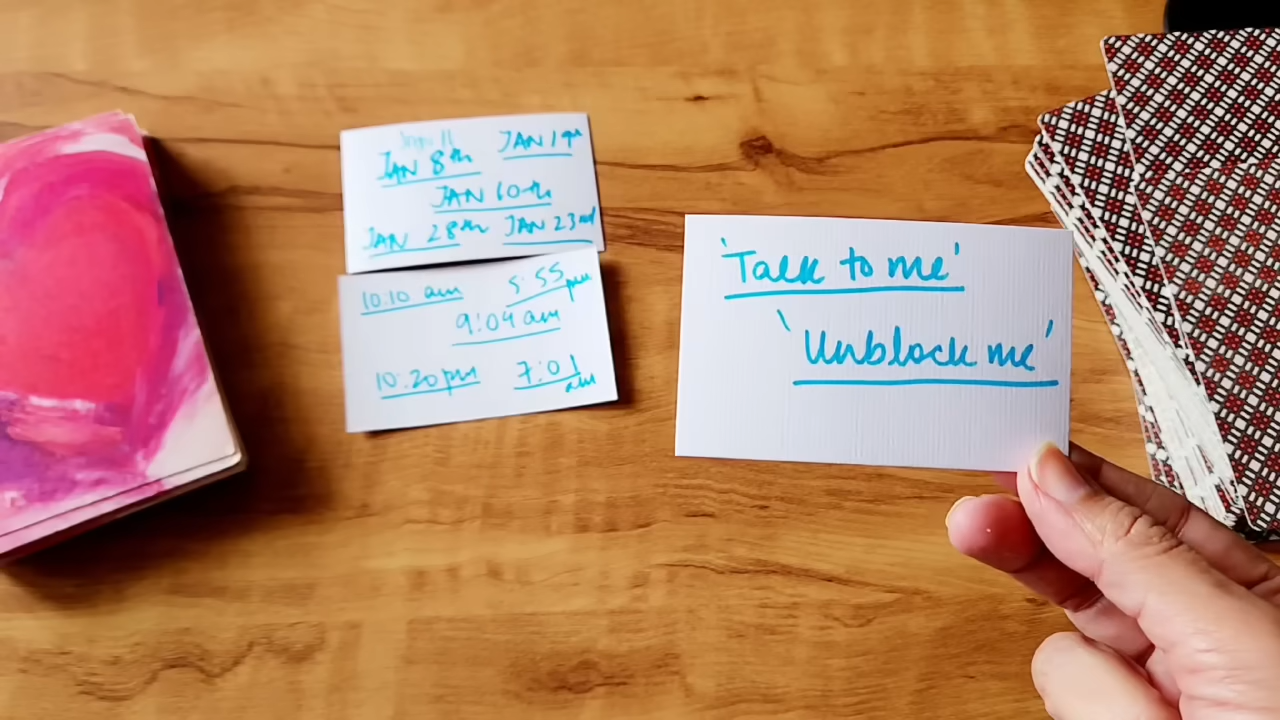 JAN 8th JAN 19th
JAN 10th
JAN 28th JAN 23rd
10:10 am 5:55 pm
9:04 am
10:20 pm 7:01 am
'Talk to me'
'Unblock me'